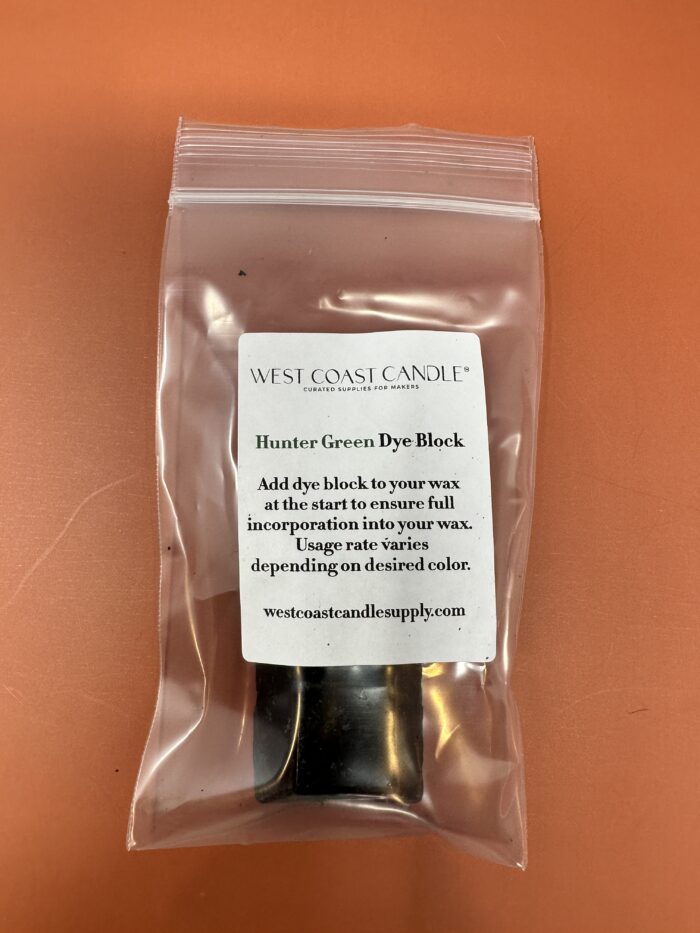 WEST COAST CANDLE®
CURATED SUPPLIES FOR MAKERS
Hunter Green Dye Block
Add dye block to your wax
at the start to ensure full
incorporation into your wax.
Usage rate varies
depending on desired color.
westcoastcandlesupply.com